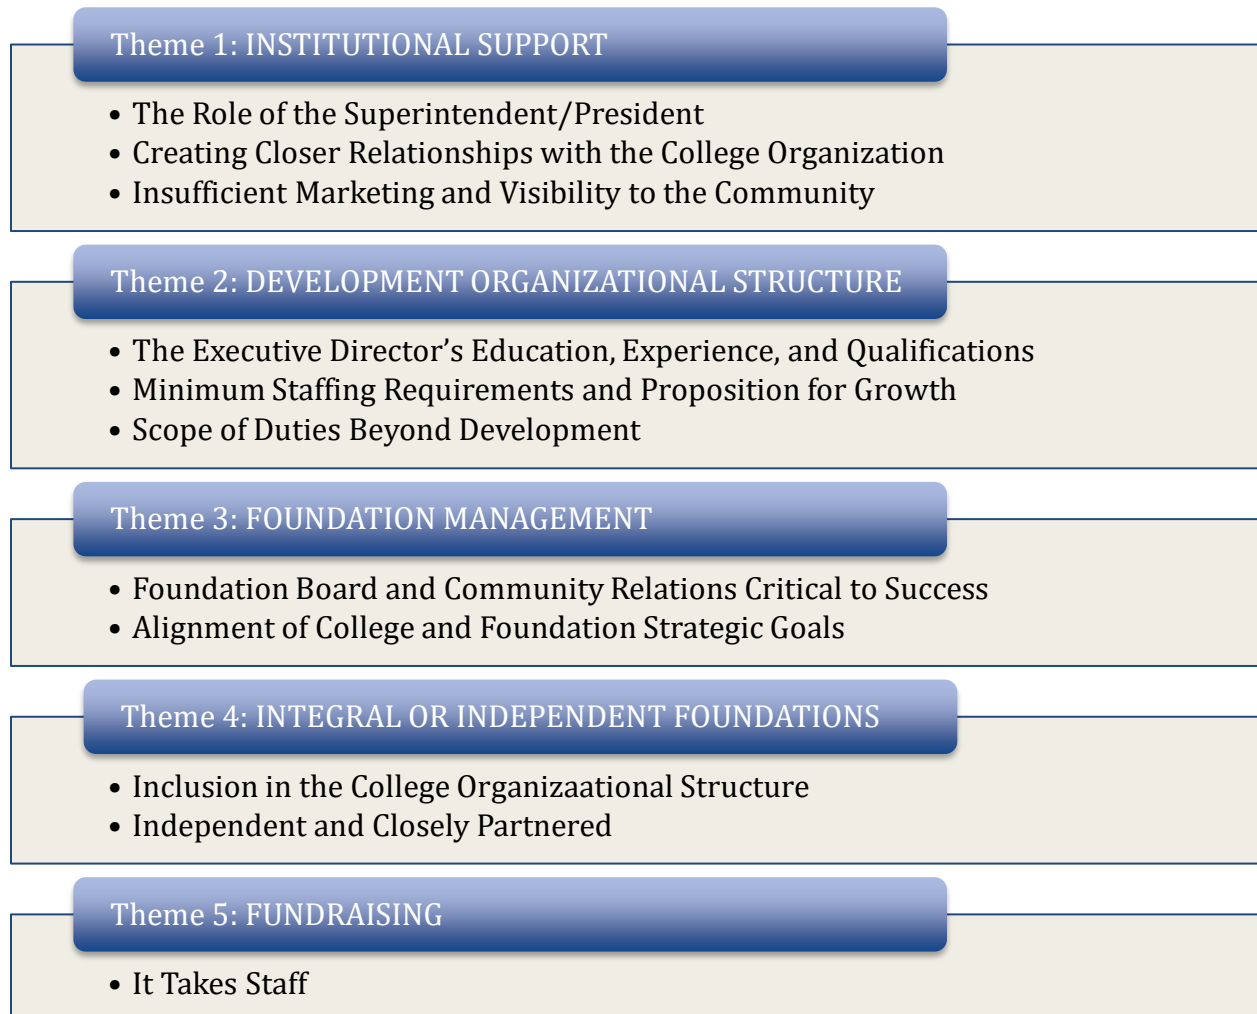 Theme 1: INSTITUTIONAL SUPPORT
• The Role of the Superintendent/President
• Creating Closer Relationships with the College Organization
• Insufficient Marketing and Visibility to the Community
Theme 2: DEVELOPMENT ORGANIZATIONAL STRUCTURE
• The Executive Director’s Education, Experience, and Qualifications
• Minimum Staffing Requirements and Proposition for Growth
• Scope of Duties Beyond Development
Theme 3: FOUNDATION MANAGEMENT
• Foundation Board and Community Relations Critical to Success
• Alignment of College and Foundation Strategic Goals
Theme 4: INTEGRAL OR INDEPENDENT FOUNDATIONS
• Inclusion in the College Organizaational Structure
• Independent and Closely Partnered
Theme 5: FUNDRAISING
• It Takes Staff